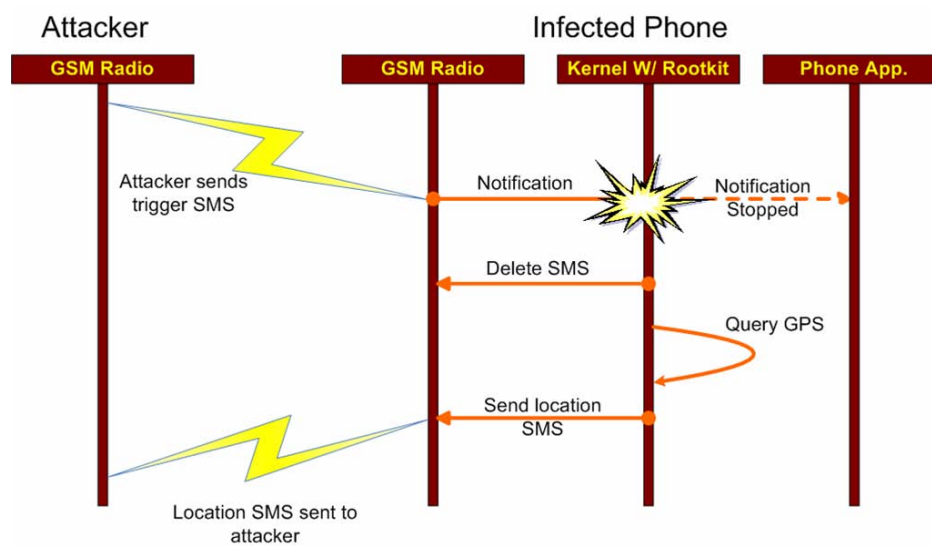 Attacker
Infected Phone
GSM Radio
GSM Radio
Kernel W/ Rootkit
Phone App.
Attacker sends
trigger SMS
Notification
Notification
Stopped
Delete SMS
Query GPS
Send location
SMS
Location SMS sent to
attacker